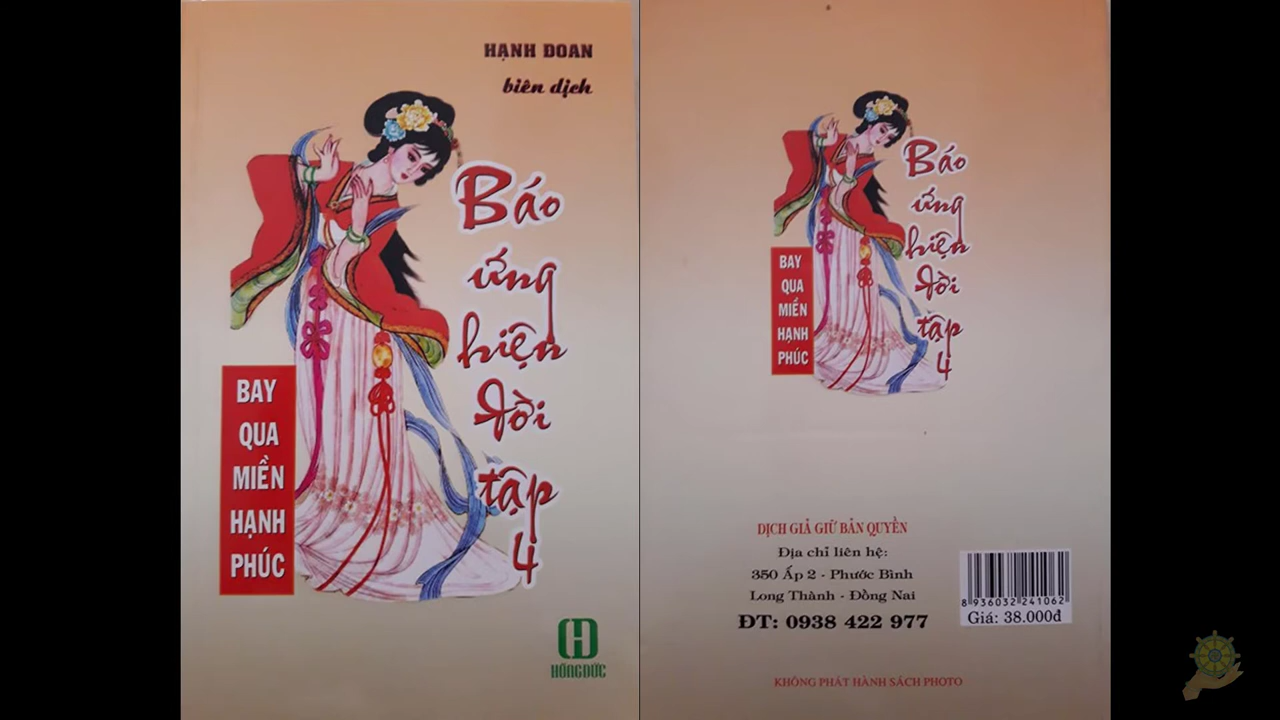 HẠNH ĐOAN
biên dịch
Báo
ứng
hiện
đời
tập
4
BAY
QUA
MIỀN
HẠNH
PHÚC
HỒNG ĐỨC
Báo
ứng
hiện
đời
tập
4
BAY
QUA
MIỀN
HẠNH
PHÚC
DỊCH GIẢ GIỮ BẢN QUYỀN
Địa chỉ liên hệ:
350 Ấp 2 - Phước Bình
Long Thành - Đồng Nai
ĐT: 0938 422 977
8 936032 241062
Giá: 38.000đ
KHÔNG PHÁT HÀNH SÁCH PHOTO